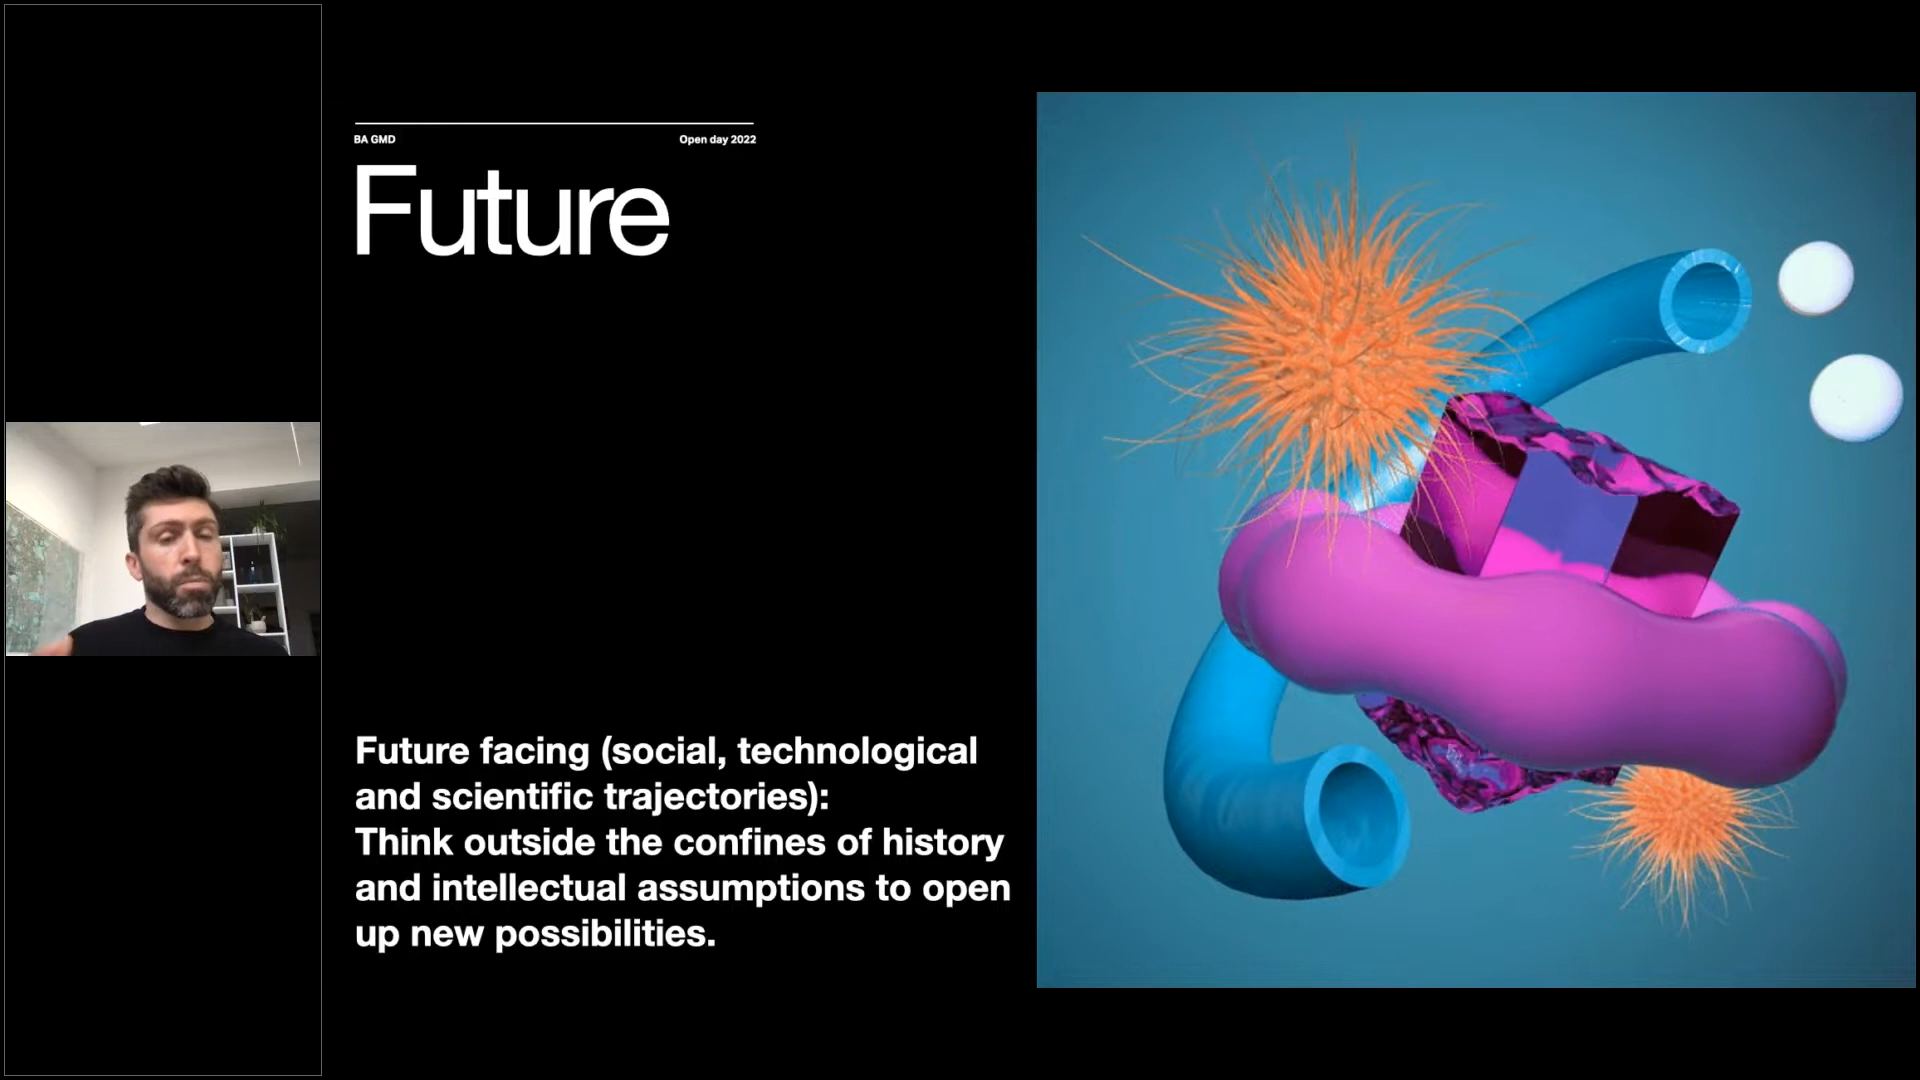 BA GMD
Open day 2022
Future
Future facing (social, technological
and scientific trajectories):
Think outside the confines of history
and intellectual assumptions to open
up new possibilities.